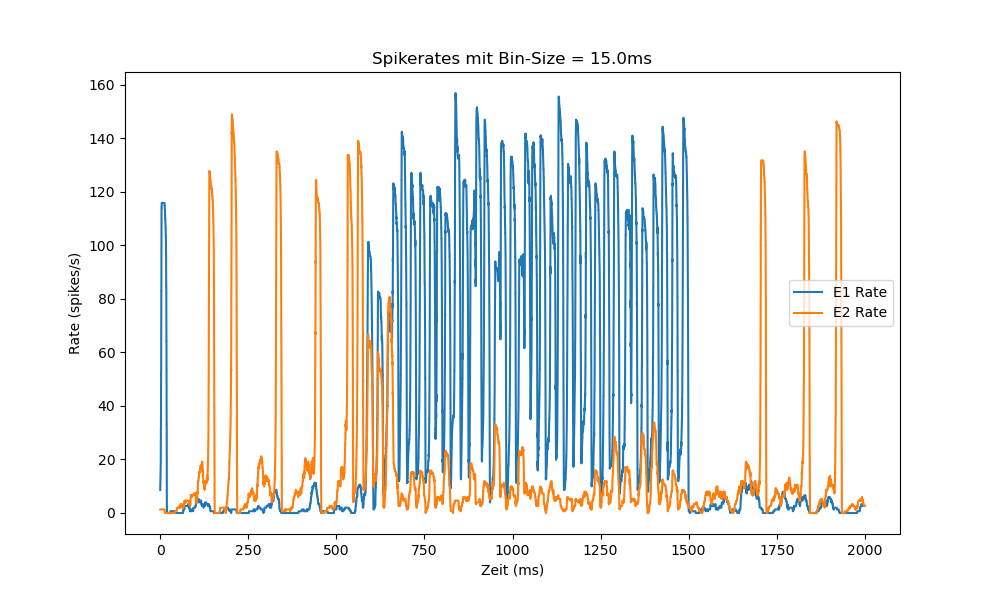 Spikerates mit Bin-Size = 15.0ms
160
140
120
100
80
60
40
20
0
Rate (spikes/s)
E1 Rate
E2 Rate
0 250 500 750 1000 1250 1500 1750 2000
Zeit (ms)